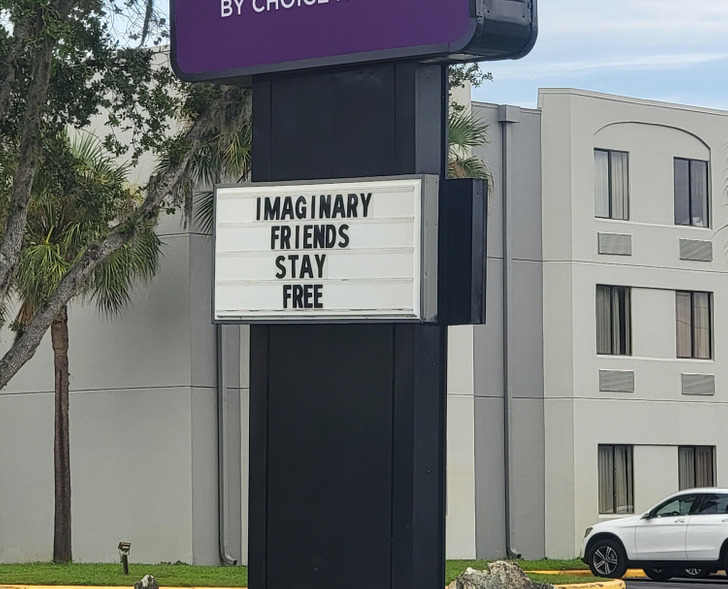 BY CHOICE
IMAGINARY
FRIENDS
STAY
FREE